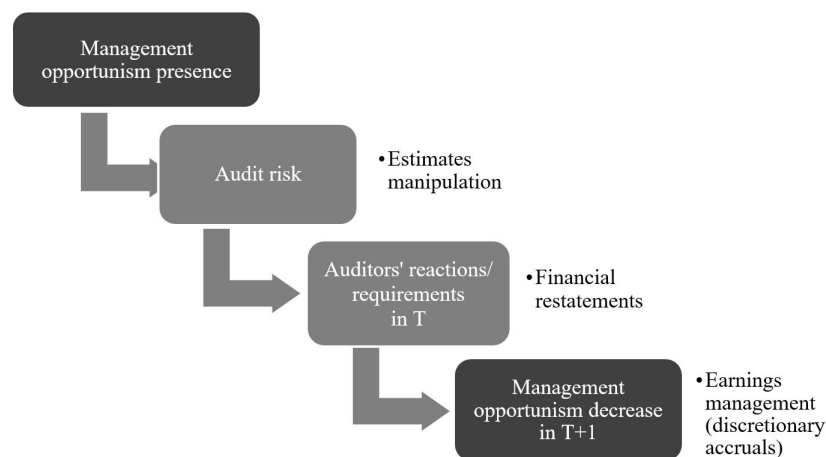 Management
opportunism presence
Audit risk
•Estimates
manipulation
Auditors' reactions/
requirements
in T
•Financial
restatements
Management
opportunism decrease
in T+1
•Earnings
management
(discretionary
accruals)